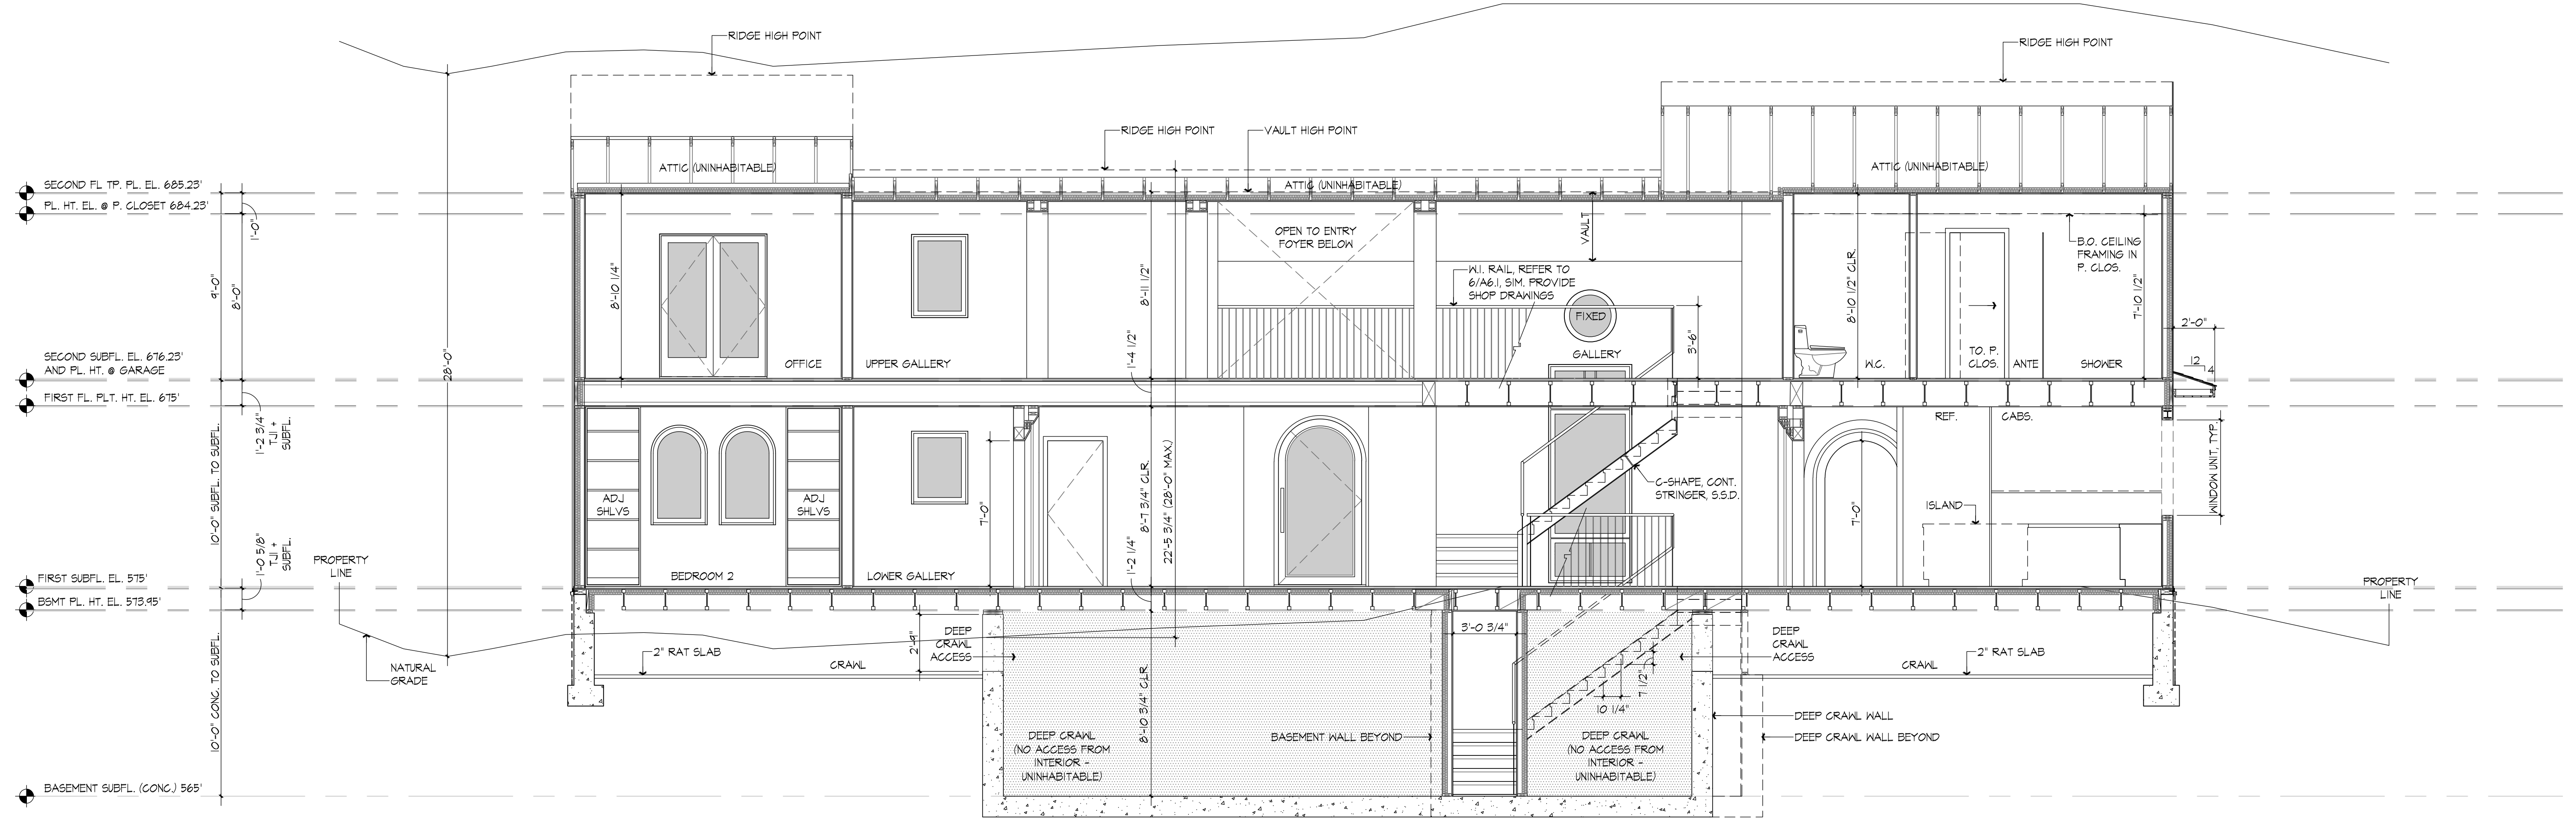 RIDGE HIGH POINT
RIDGE HIGH POINT
RIDGE HIGH POINT
VAULT HIGH POINT
ATTIC (UNINHABITABLE)
ATTIC (UNINHABITABLE)
ATTIC (UNINHABITABLE)
SECOND FL TP. PL. EL. 685.23'
PL. HT. EL. @ P. CLOSET 684.23'
1'-0"
9'-0"
8'-0"
SECOND SUBFL. EL. 676.23'
AND PL. HT. @ GARAGE
FIRST FL. PLT. HT. EL. 675'
1'-2 3/4"
TJI +
SUBFL.
10'-0" SUBFL. TO SUBFL.
1'-0 5/8"
TJI +
SUBFL.
FIRST SUBFL. EL. 575'
BSMT PL. HT. EL. 573.95'
10'-0" CONC. TO SUBFL.
BASEMENT SUBFL. (CONC.) 565'
PROPERTY
LINE
NATURAL
GRADE
28'-0"
8'-10 1/4"
OFFICE
UPPER GALLERY
8'-11 1/2"
1'-4 1/2"
OPEN TO ENTRY
FOYER BELOW
W.I. RAIL, REFER TO
6/A6.1, SIM. PROVIDE
SHOP DRAWINGS
VAULT
FIXED
GALLERY
3'-6"
8'-10 1/2" CLR.
W.C.
TO. P.
CLOS.
ANTE
SHOWER
B.O. CEILING
FRAMING IN
P. CLOS.
7'-10 1/2"
2'-0"
12
4
ADJ
SHLVS
ADJ
SHLVS
BEDROOM 2
LOWER GALLERY
7'-0"
8'-7 3/4" CLR.
22'-5 3/4" (28'-0" MAX.)
1'-2 1/4"
C-SHAPE, CONT.
STRINGER, S.S.D.
7'-0"
REF.
CABS.
ISLAND
WINDOW UNIT, TYP.
PROPERTY
LINE
2" RAT SLAB
CRAWL
2'-9"
DEEP
CRAWL
ACCESS
8'-10 3/4" CLR.
3'-0 3/4"
7 1/2"
10 1/4"
DEEP
CRAWL
ACCESS
CRAWL
2" RAT SLAB
DEEP CRAWL
(NO ACCESS FROM
INTERIOR -
UNINHABITABLE)
BASEMENT WALL BEYOND
DEEP CRAWL
(NO ACCESS FROM
INTERIOR -
UNINHABITABLE)
DEEP CRAWL WALL
DEEP CRAWL WALL BEYOND